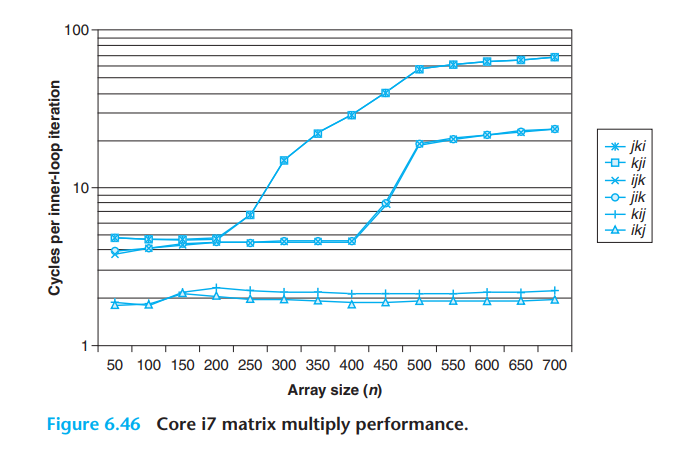 100
10
1
Cycles per inner-loop iteration
50 100 150 200 250 300 350 400 450 500 550 600 650 700
Array size (n)
jki
kji
ijk
jik
kij
ikj
Figure 6.46 Core i7 matrix multiply performance.